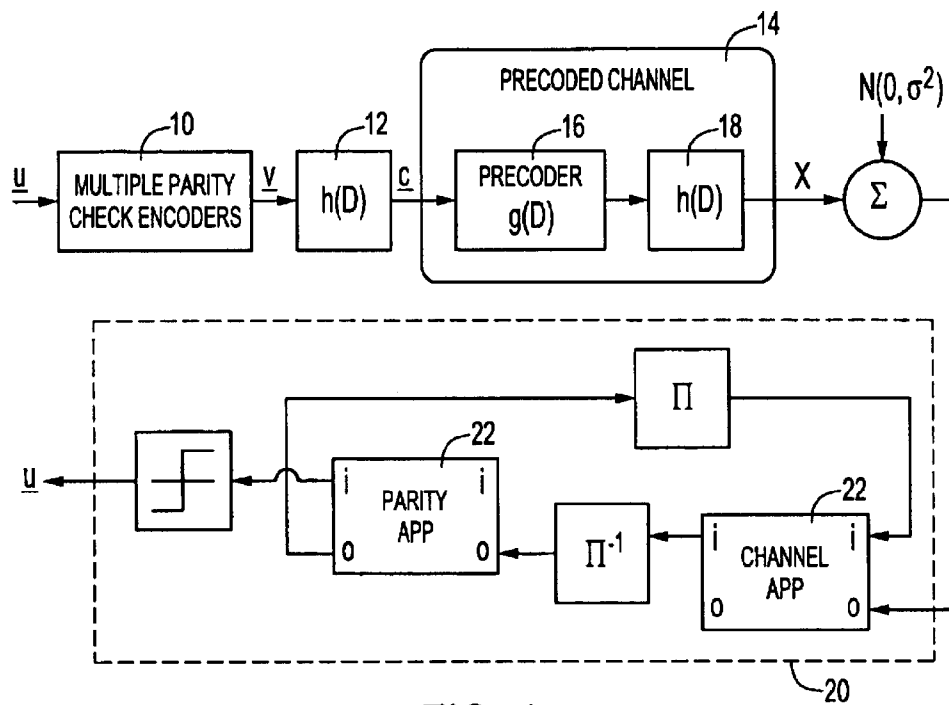 14
PRECODED CHANNEL
N(0, σ²)
10
12
16
18
u
MULTIPLE PARITY
CHECK ENCODERS
v
h(D)
c
PRECODER
g(D)
h(D)
X
Σ
Π
22
u
i
i
PARITY
APP
o
o
Π⁻¹
22
i
i
CHANNEL
APP
o
o
20